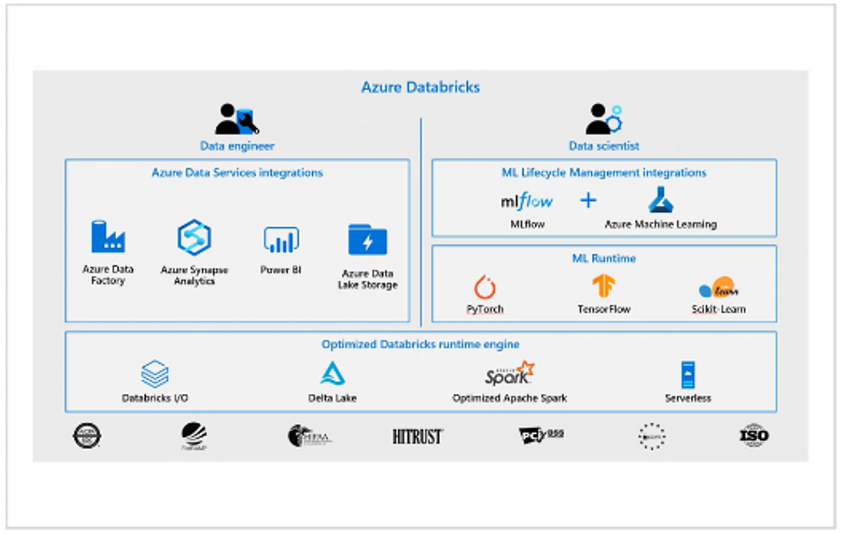 Azure Databricks
Data engineer
Data scientist
Azure Data Services integrations
Azure Data
Factory
Azure Synapse
Analytics
Power BI
Azure Data
Lake Storage
ML Lifecycle Management integrations
mlflow
+
MLflow
Azure Machine Learning
ML Runtime
PyTorch
learn
TensorFlow
Scikit-Learn
Optimized Databricks runtime engine
Databricks I/O
Delta Lake
APACHE
Spark
Optimized Apache Spark
Serverless
HIPAA
HITRUST
PCI DSS
ISO